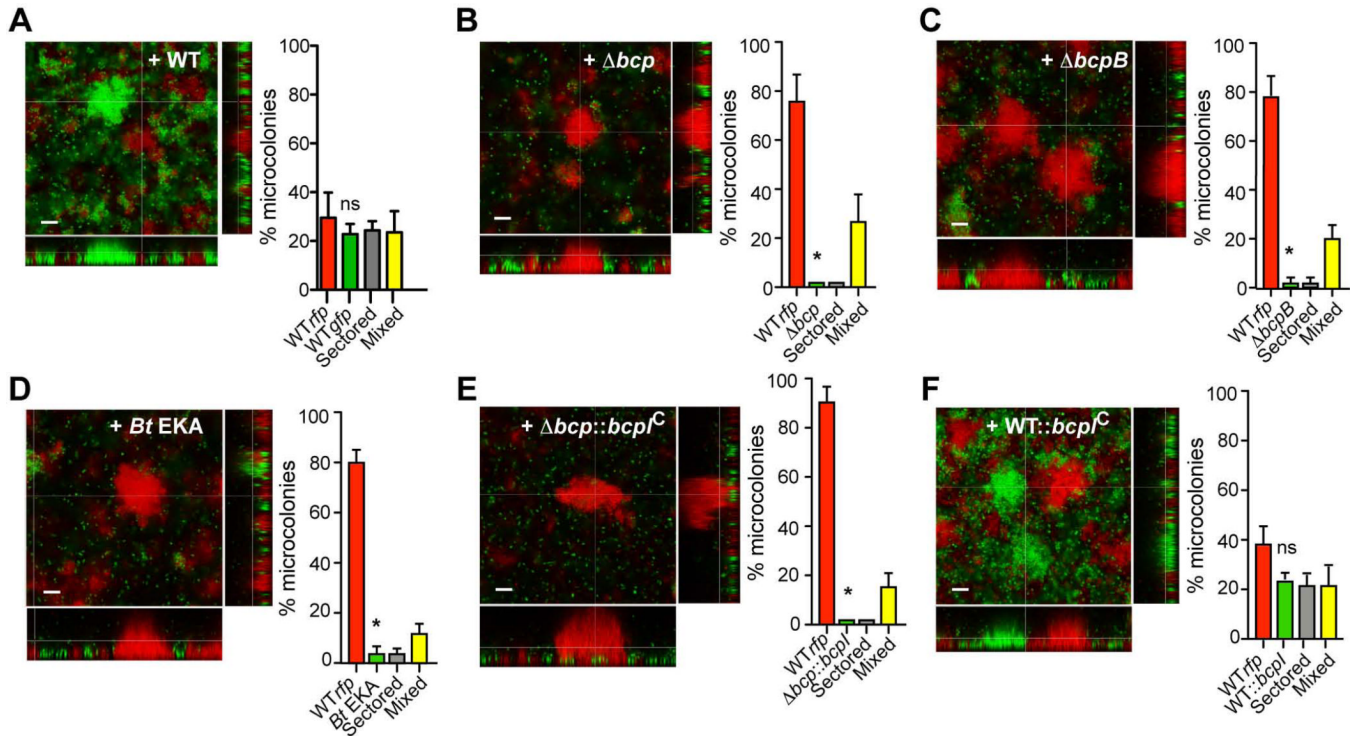 A
+ WT
% microcolonies
100
80
60
40
20
0
ns
WTrfp
WTgfp
Sectored
Mixed
B
+ Δbcp
% microcolonies
100
80
60
40
20
0
*
WTrfp
Δbcp
Sectored
Mixed
C
+ ΔbcpB
% microcolonies
100
80
60
40
20
0
*
WTrfp
ΔbcpB
Sectored
Mixed
D
+ Bt EKA
% microcolonies
100
80
60
40
20
0
*
WTrfp
Bt EKA
Sectored
Mixed
E
+ Δbcp::bcpIC
% microcolonies
100
80
60
40
20
0
*
WTrfp
Δbcp::bcpI
Sectored
Mixed
F
+ WT::bcpIC
% microcolonies
100
80
60
40
20
0
ns
WTrfp
WT::bcpI
Sectored
Mixed